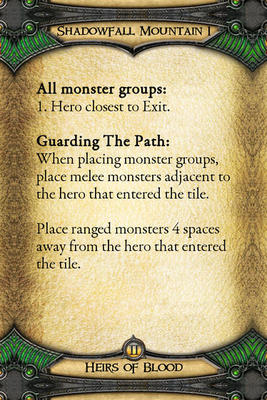 Shadowfall Mountain I
All monster groups:
1. Hero closest to Exit.
Guarding The Path:
When placing monster groups,
place melee monsters adjacent to
the hero that entered the tile.
Place ranged monsters 4 spaces
away from the hero that entered
the tile.
II
Heirs of Blood